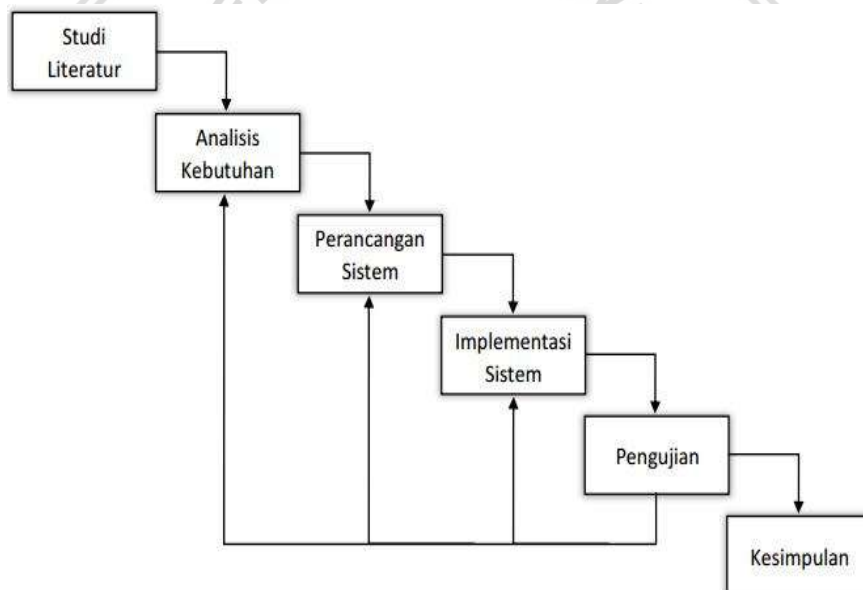 Studi
Literatur
Analisis
Kebutuhan
Perancangan
Sistem
Implementasi
Sistem
Pengujian
Kesimpulan